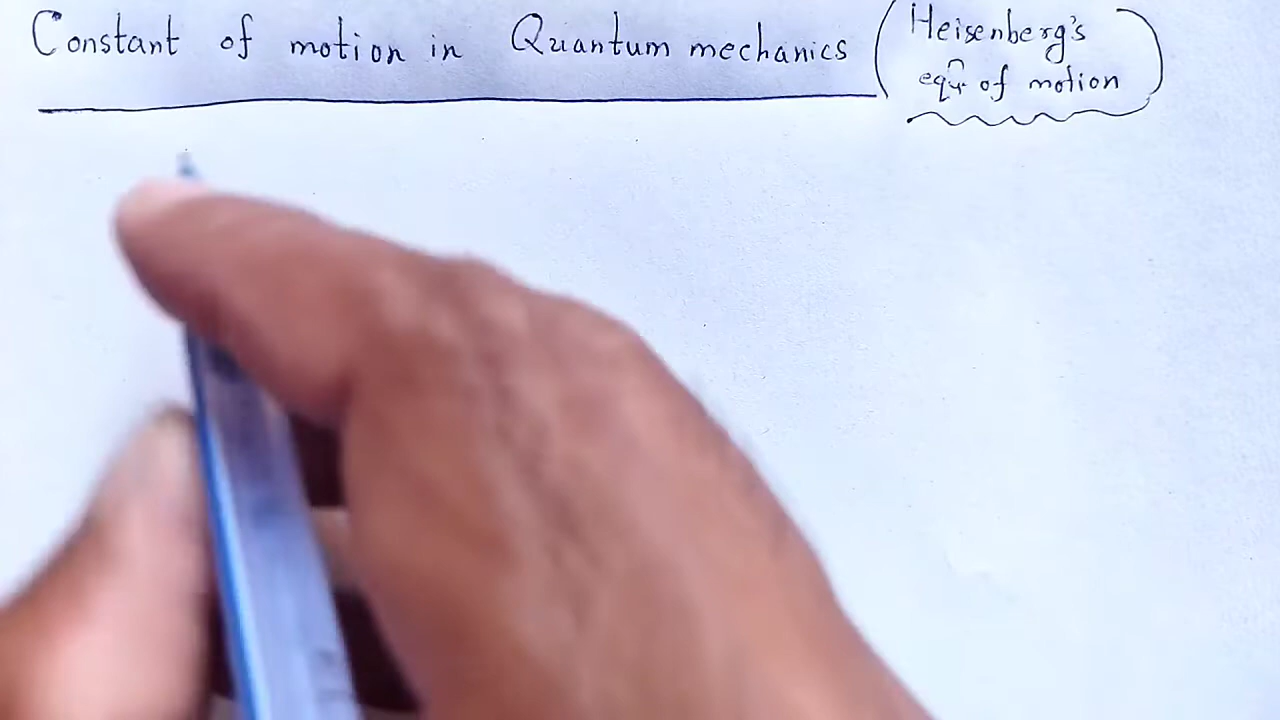 Constant of motion in Quantum mechanics
(Heisenberg's
eqn of motion)